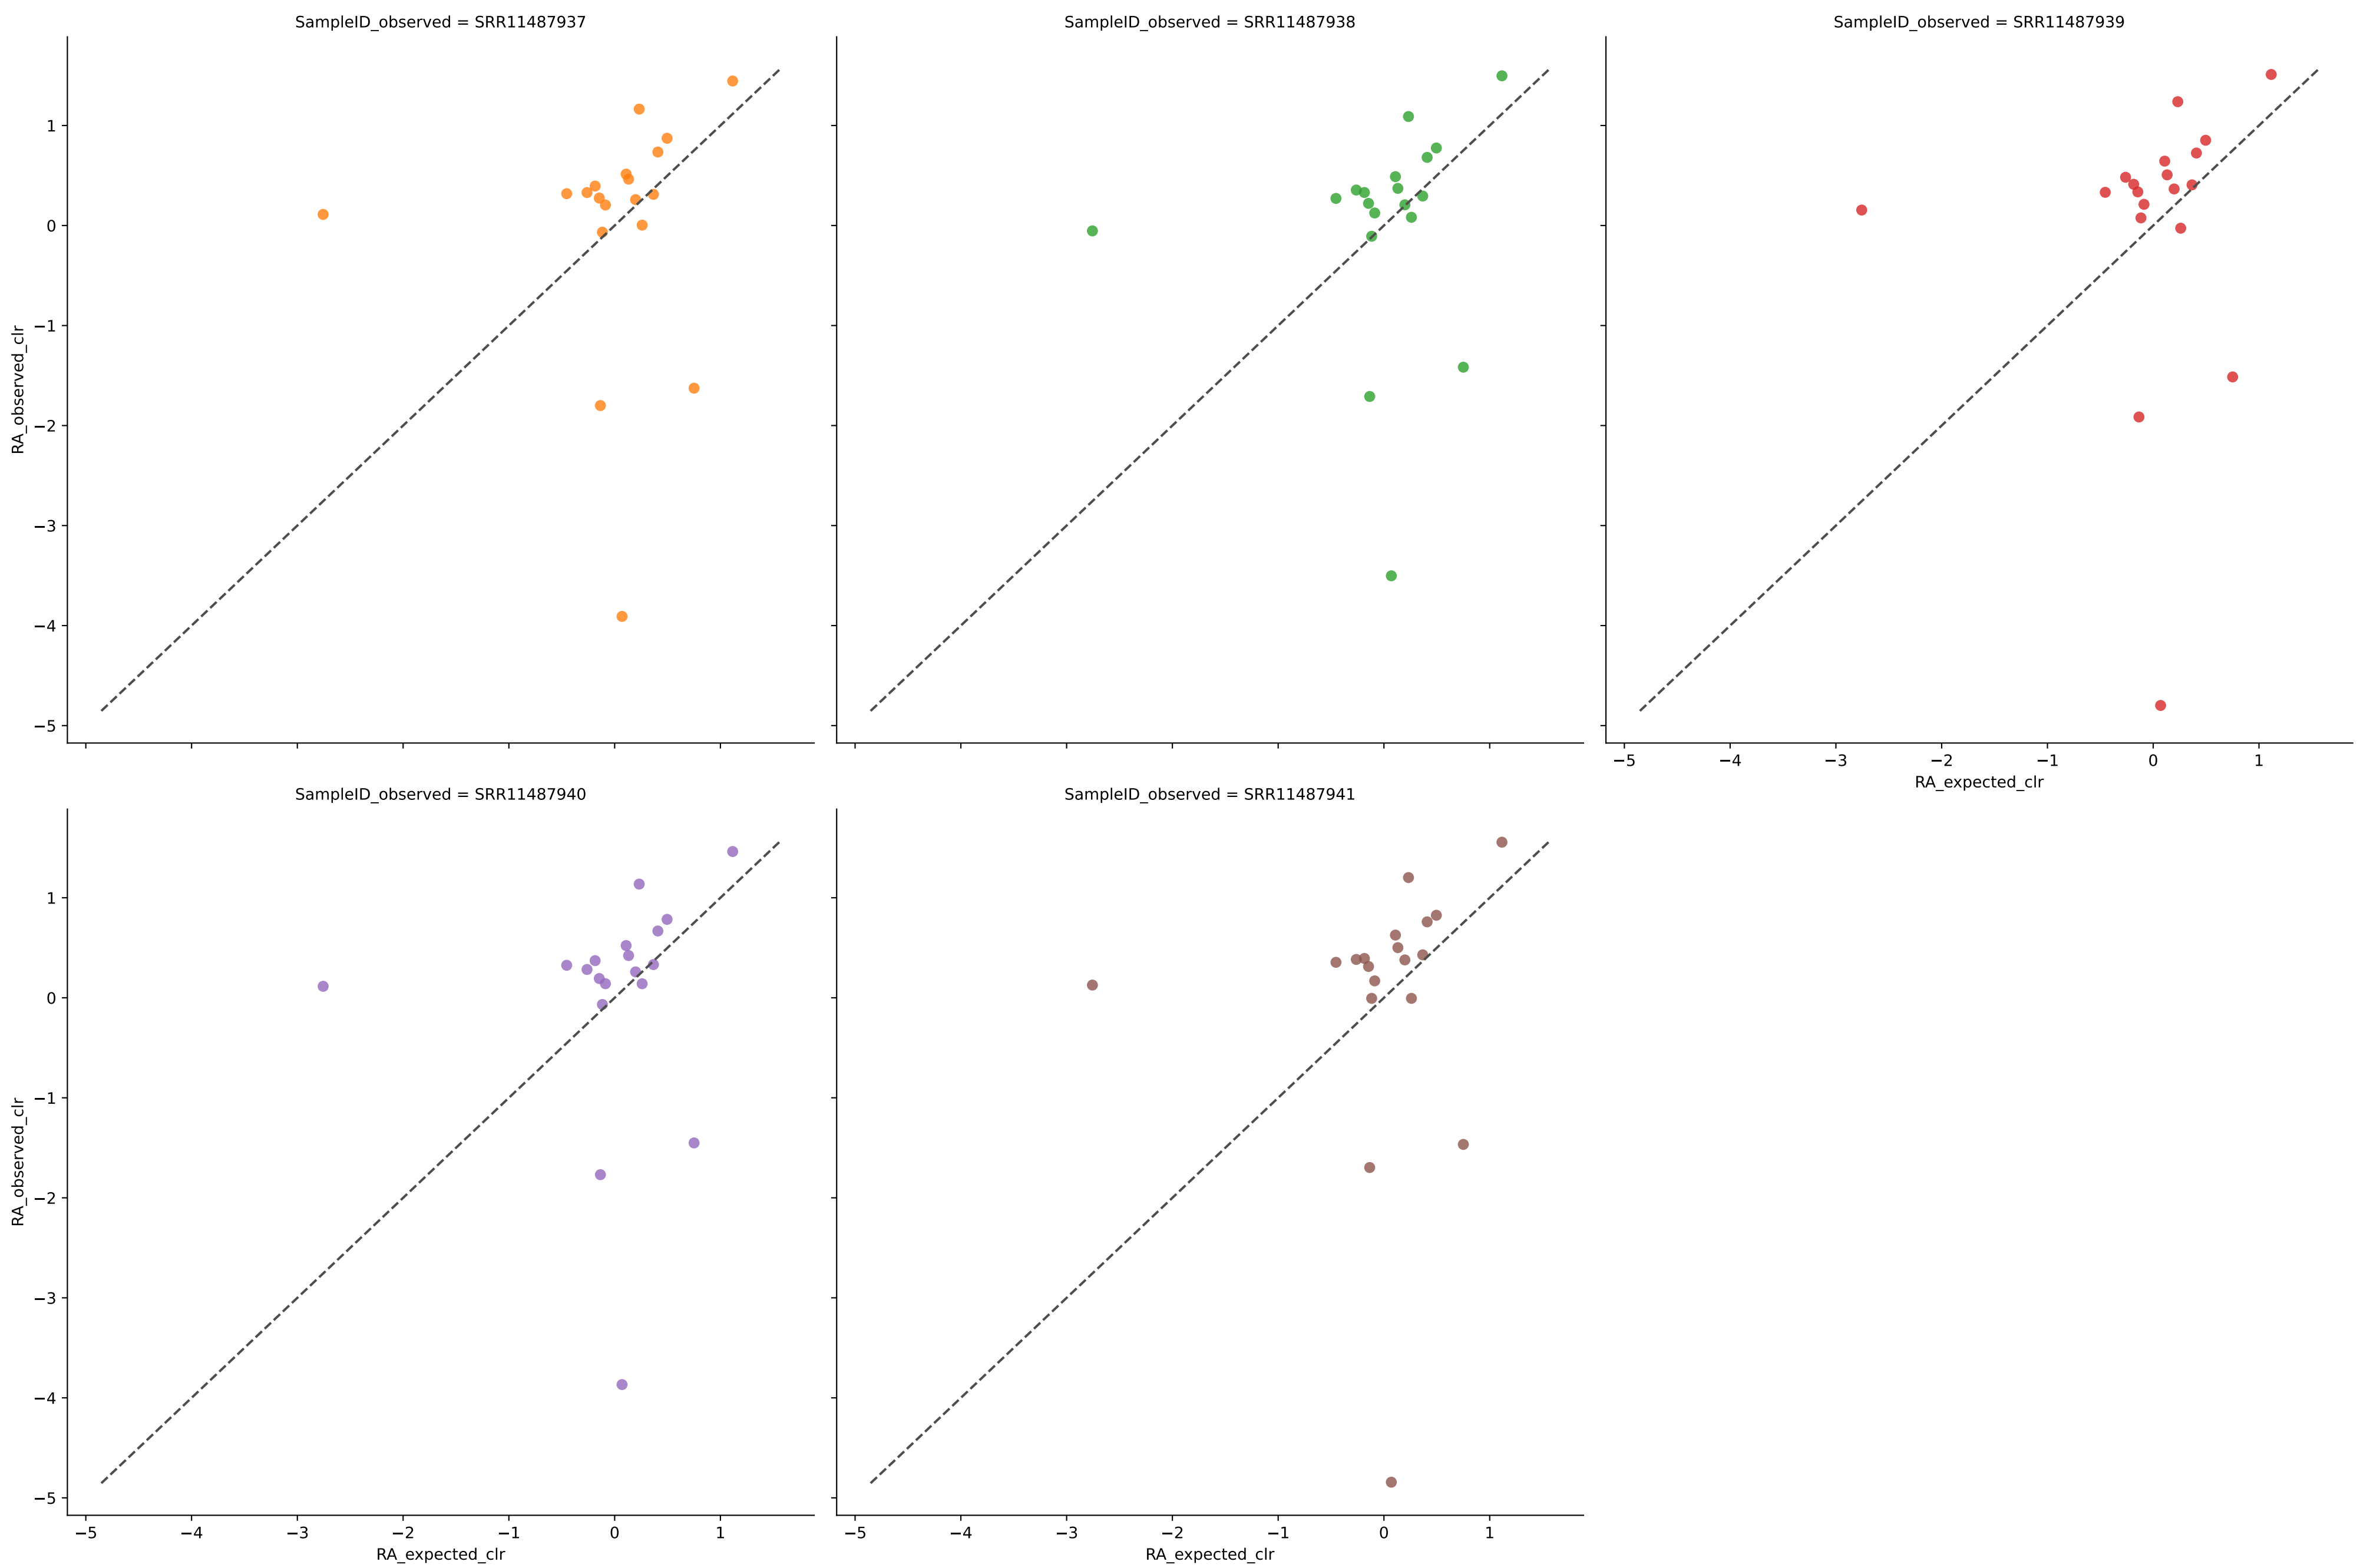 SampleID_observed = SRR11487937
SampleID_observed = SRR11487938
SampleID_observed = SRR11487939
RA_observed_clr
1
0
−1
−2
−3
−4
−5
−5 −4 −3 −2 −1 0 1
RA_expected_clr
SampleID_observed = SRR11487940
SampleID_observed = SRR11487941
RA_observed_clr
1
0
−1
−2
−3
−4
−5
−5 −4 −3 −2 −1 0 1
−5 −4 −3 −2 −1 0 1
RA_expected_clr
RA_expected_clr